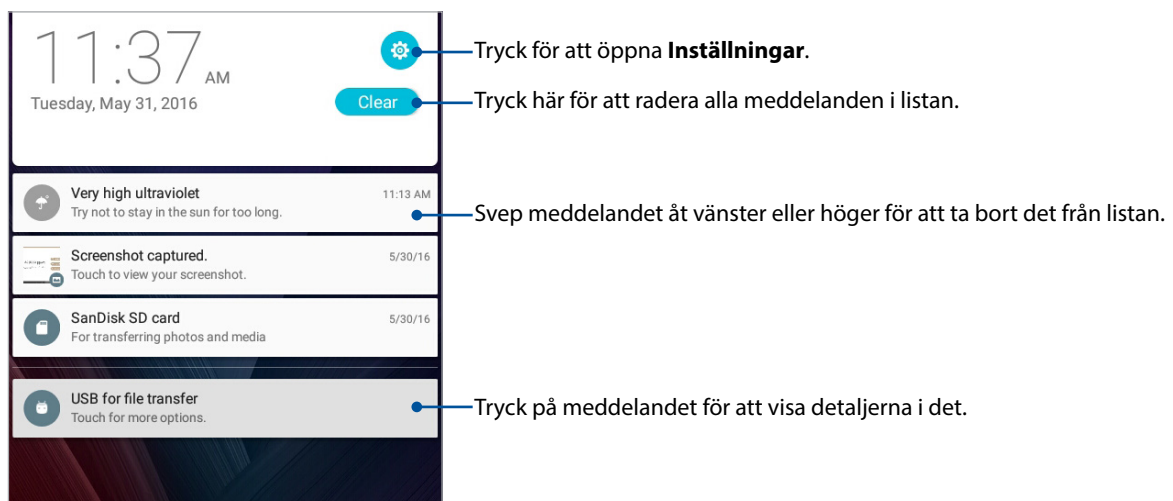 11:37 AM
Tryck för att öppna Inställningar.
Tuesday, May 31, 2016
Clear
Tryck här för att radera alla meddelanden i listan.
Very high ultraviolet
11:13 AM
Try not to stay in the sun for too long.
Svep meddelandet åt vänster eller höger för att ta bort det från listan.
Screenshot captured.
5/30/16
Touch to view your screenshot.
SanDisk SD card
5/30/16
For transferring photos and media
USB for file transfer
Touch for more options.
Tryck på meddelandet för att visa detaljerna i det.